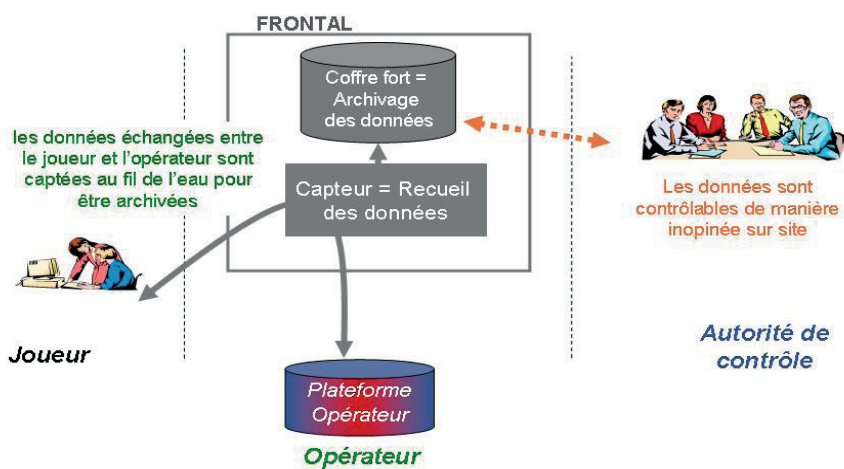 FRONTAL
Coffre fort =
Archivage
des données
les données échangées entre
le joueur et l'opérateur sont
captées au fil de l'eau pour
être archivées
Capteur = Recueil
des données
Les données sont
contrôlables de manière
inopinée sur site
Joueur
Autorité de
contrôle
Plateforme
Opérateur
Opérateur